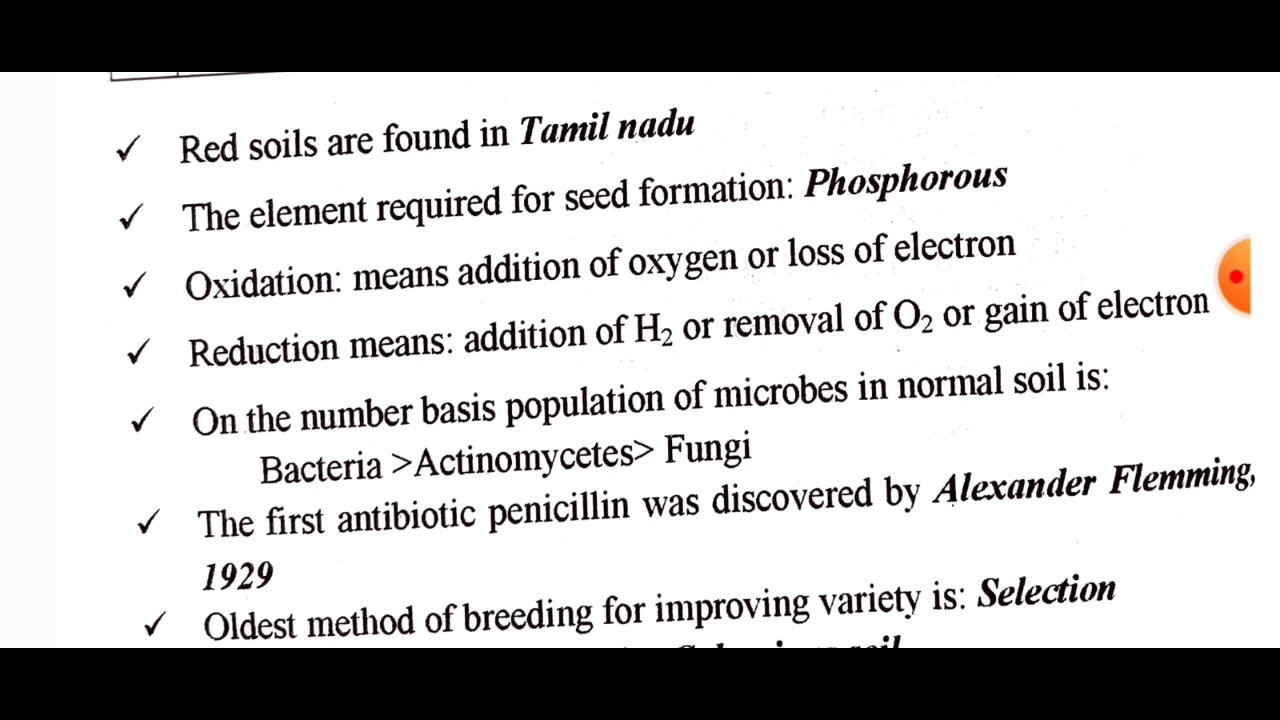 ✓ Red soils are found in Tamil nadu
✓ The element required for seed formation: Phosphorous
✓ Oxidation: means addition of oxygen or loss of electron
✓ Reduction means: addition of H₂ or removal of O₂ or gain of electron
✓ On the number basis population of microbes in normal soil is:
Bacteria >Actinomycetes> Fungi
✓ The first antibiotic penicillin was discovered by Alexander Flemming,
1929
✓ Oldest method of breeding for improving variety is: Selection